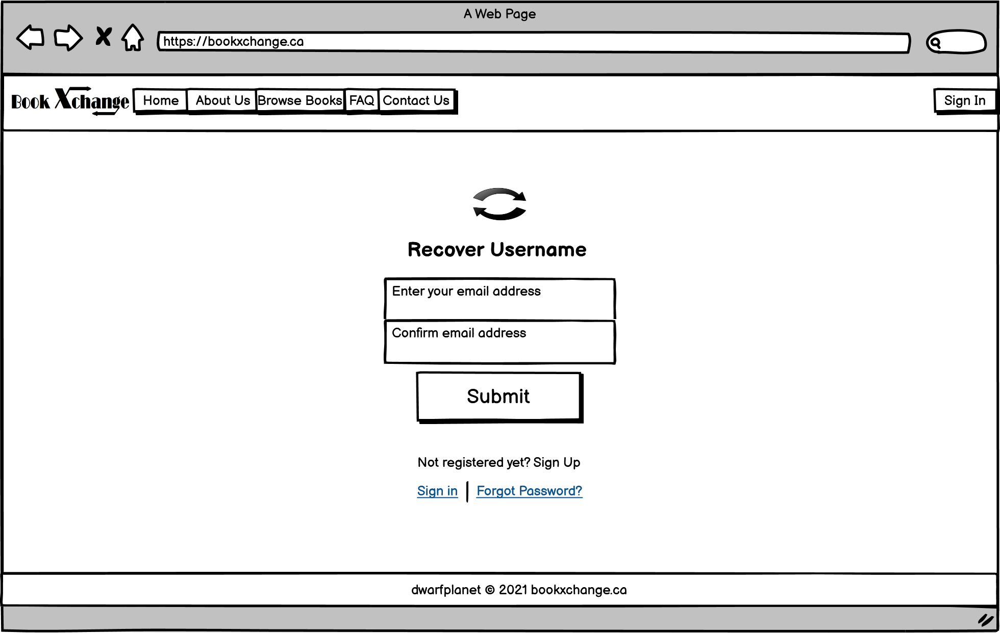 A Web Page
https://bookxchange.ca
Book Xchange Home About Us Browse Books FAQ Contact Us Sign In
Recover Username
Enter your email address
Confirm email address
Submit
Not registered yet? Sign Up
Sign in Forgot Password?
dwarfplanet © 2021 bookxchange.ca